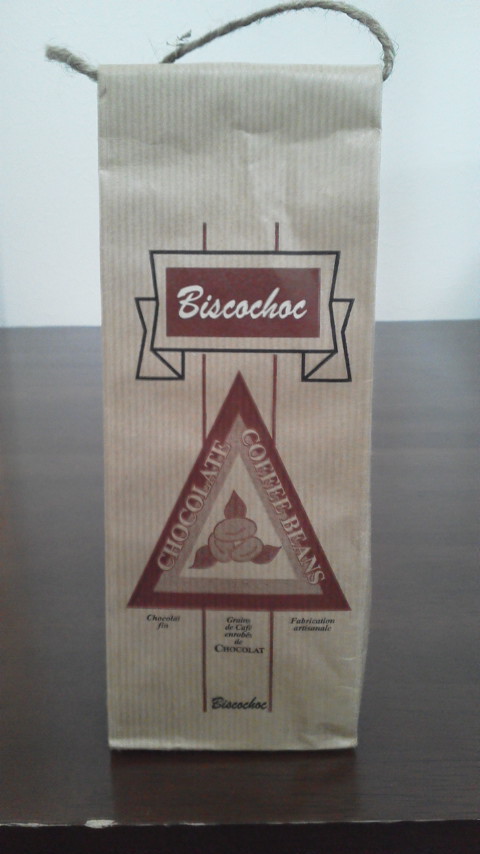 Biscochoc
CHOCOLATE COFFEE BEANS
Chocolat
fin
Grains
de Café
enrobés
de
CHOCOLAT
Fabrication
artisanale
Biscochoc